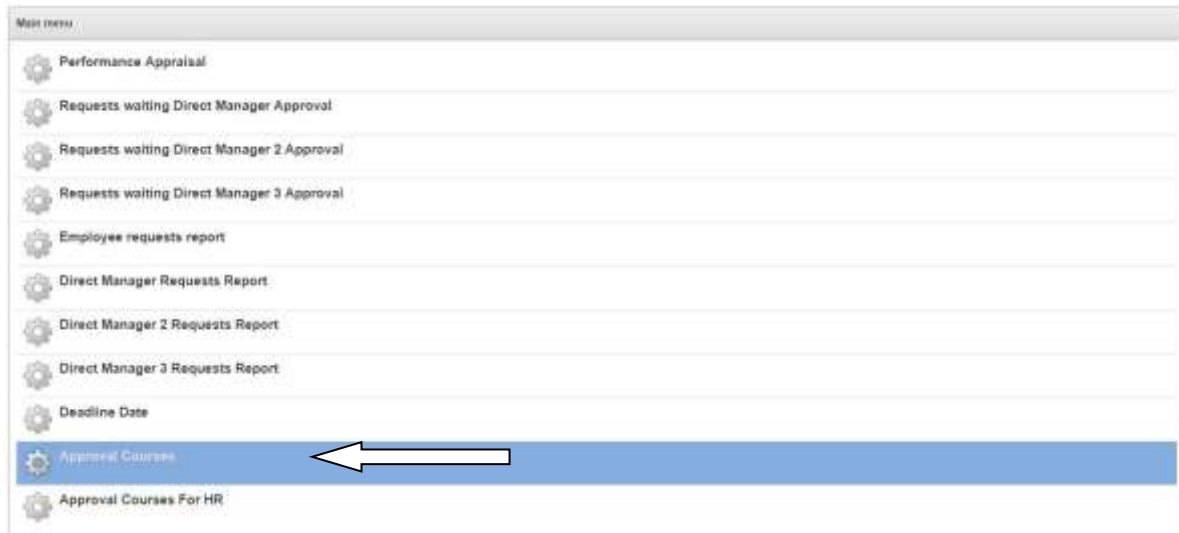 Main menu
Performance Appraisal
Requests waiting Direct Manager Approval
Requests waiting Direct Manager 2 Approval
Requests waiting Direct Manager 3 Approval
Employee requests report
Direct Manager Requests Report
Direct Manager 2 Requests Report
Direct Manager 3 Requests Report
Deadline Date
Approval Courses
Approval Courses For HR